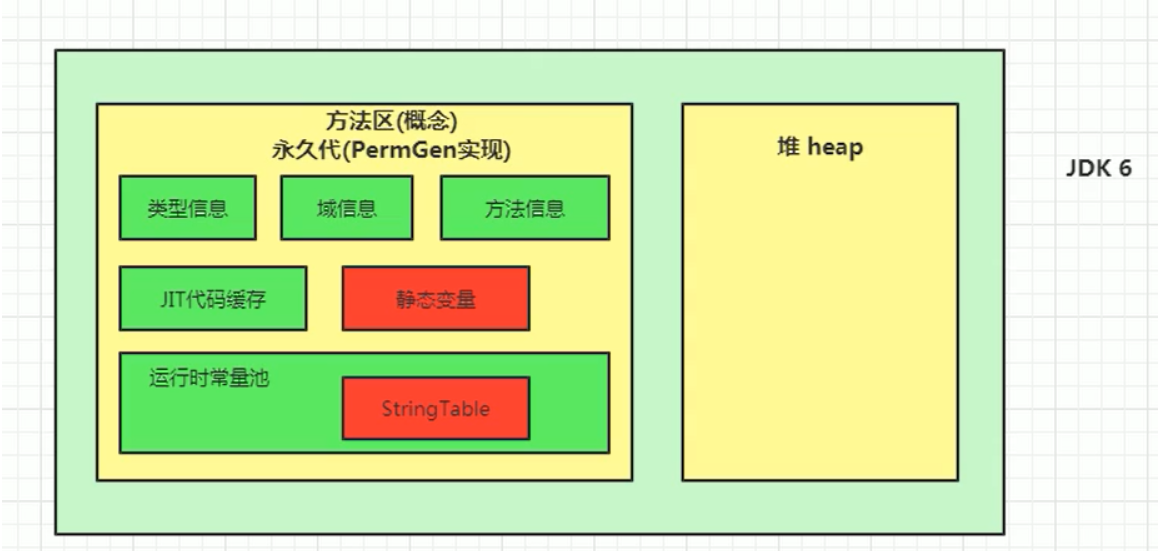 方法区(概念)
永久代(PermGen实现)
类型信息
域信息
方法信息
JIT代码缓存
静态变量
运行时常量池
StringTable
堆 heap
JDK 6